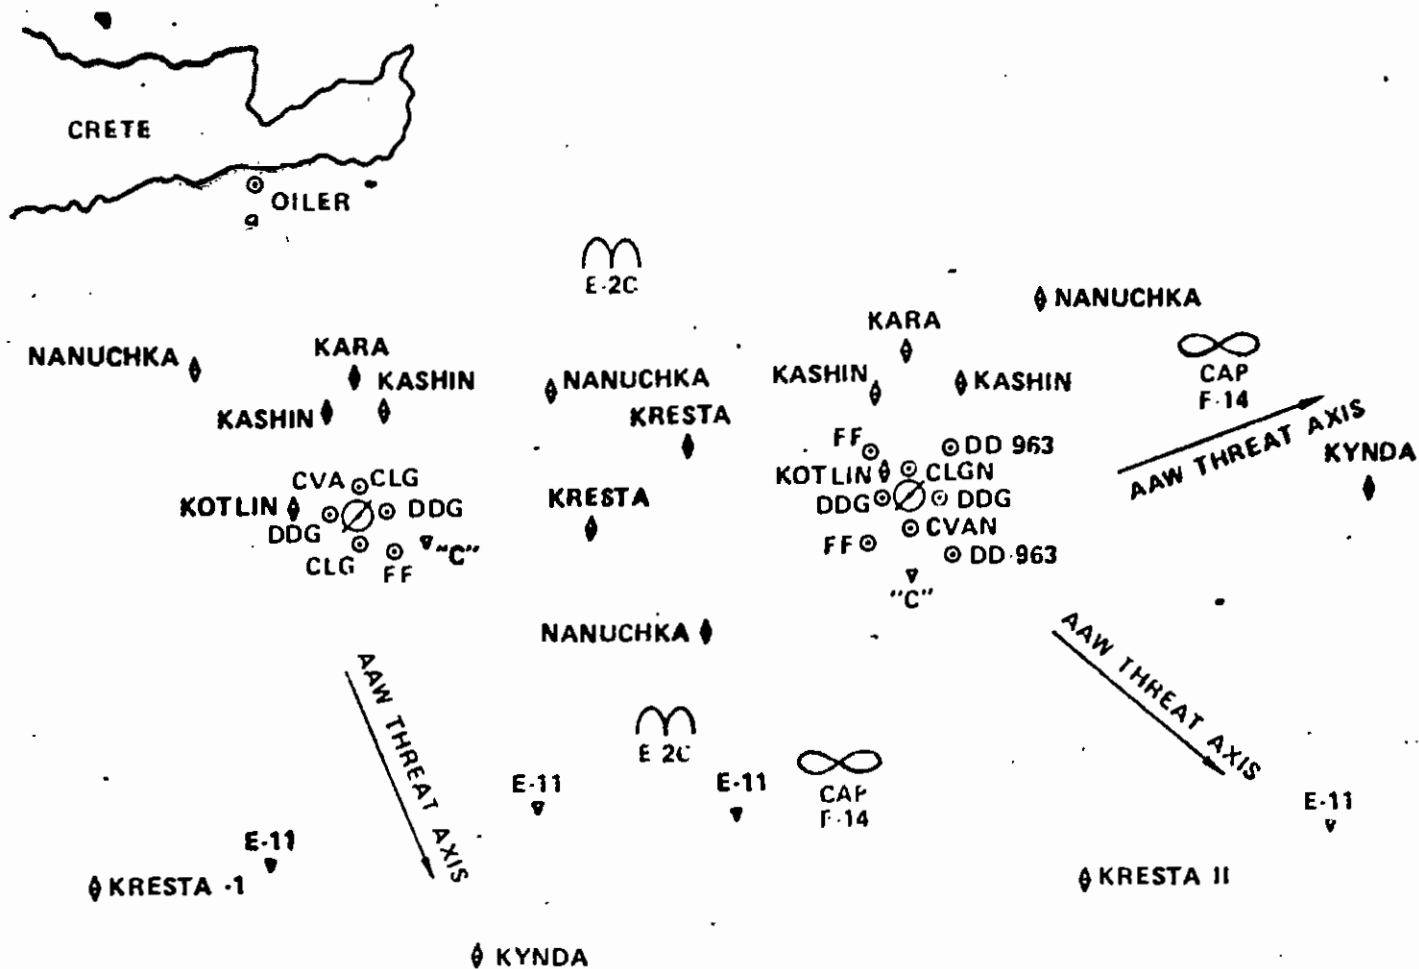 CRETE
OILER
E-2C
NANUCHKA
KARA
NANUCHKA
KARA
KASHIN
NANUCHKA
KASHIN
KASHIN
CAP
F-14
KASHIN
KRESTA
AAW THREAT AXIS
FF
DD 963
KYNDA
CVA
CLG
KOTLIN
CLGN
KOTLIN
DDG
KRESTA
DDG
DDG
DDG
CVAN
CLG
FF
"C"
FF
DD 963
"C"
NANUCHKA
AAW THREAT AXIS
AAW THREAT AXIS
E 2C
E-11
E-11
CAP
F-14
E-11
E-11
KRESTA -1
KRESTA II
KYNDA